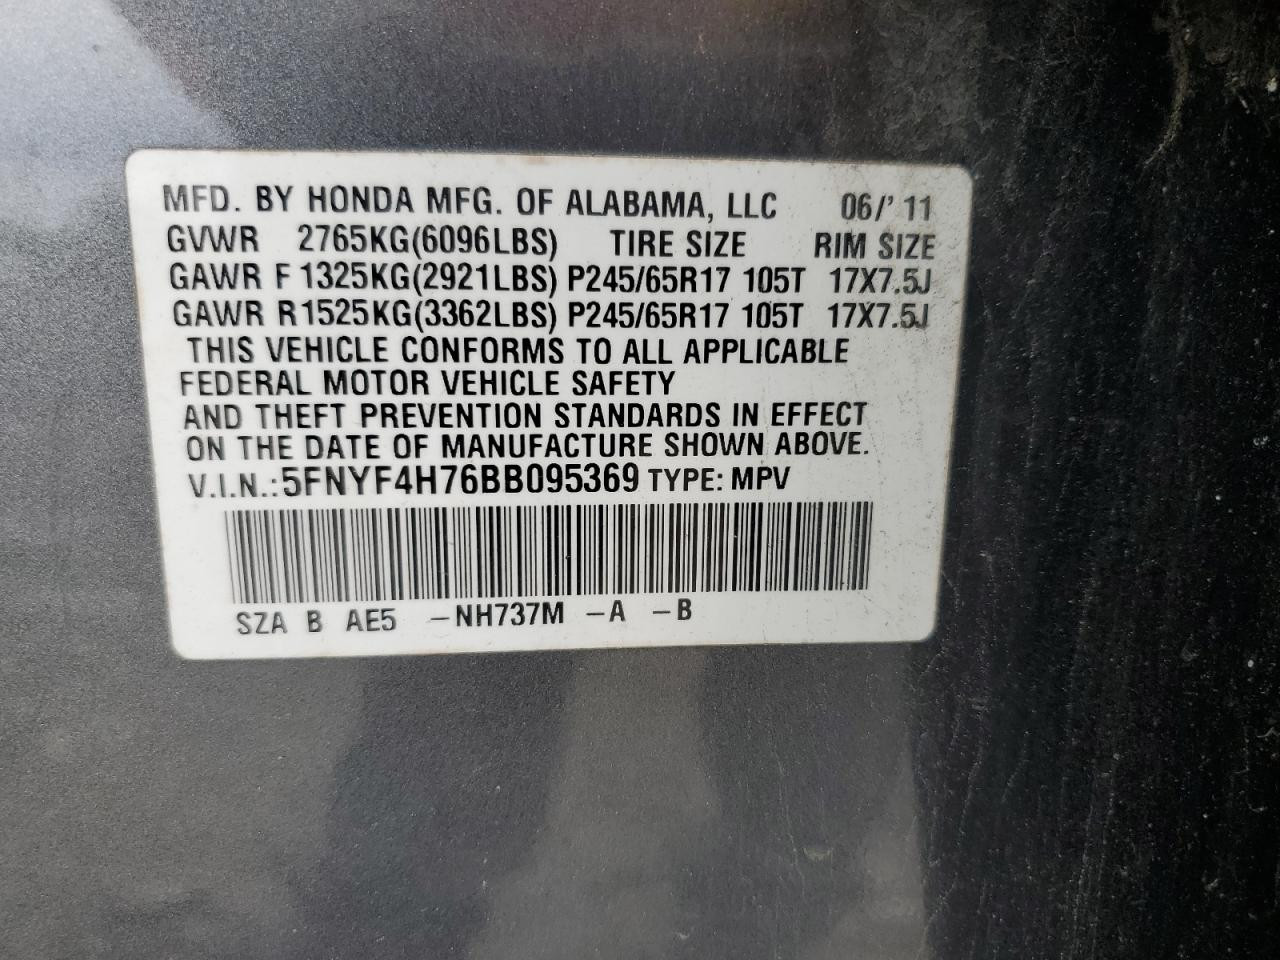 MFD. BY HONDA MFG. OF ALABAMA, LLC 06/' 11
GVWR 2765KG(6096LBS) TIRE SIZE RIM SIZE
GAWR F 1325KG(2921LBS) P245/65R17 105T 17X7.5J
GAWR R1525KG(3362LBS) P245/65R17 105T 17X7.5J
THIS VEHICLE CONFORMS TO ALL APPLICABLE
FEDERAL MOTOR VEHICLE SAFETY
AND THEFT PREVENTION STANDARDS IN EFFECT
ON THE DATE OF MANUFACTURE SHOWN ABOVE.
V.I.N.:5FNYF4H76BB095369 TYPE: MPV
SZA B AE5 -NH737M -A -B